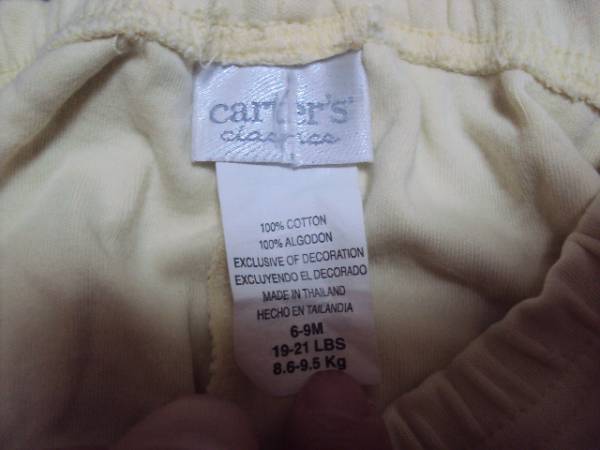 carter's
classics
100% COTTON
100% ALGODON
EXCLUSIVE OF DECORATION
EXCLUYENDO EL DECORADO
MADE IN THAILAND
HECHO EN TAILANDIA
6-9M
19-21 LBS
8.6-9.5 Kg